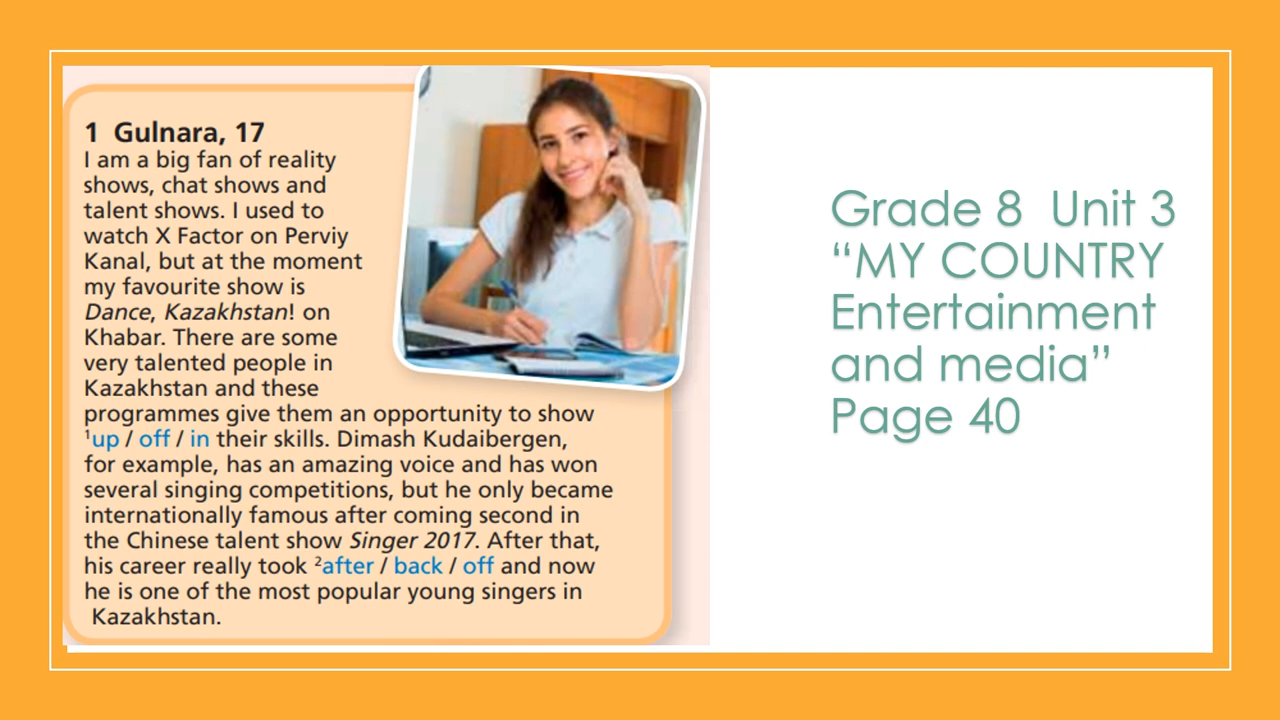 1 Gulnara, 17
I am a big fan of reality
shows, chat shows and
talent shows. I used to
watch X Factor on Perviy
Kanal, but at the moment
my favourite show is
Dance, Kazakhstan! on
Khabar. There are some
very talented people in
Kazakhstan and these
programmes give them an opportunity to show
1up / off / in their skills. Dimash Kudaibergen,
for example, has an amazing voice and has won
several singing competitions, but he only became
internationally famous after coming second in
the Chinese talent show Singer 2017. After that,
his career really took 2after / back / off and now
he is one of the most popular young singers in
Kazakhstan.
Grade 8 Unit 3
“MY COUNTRY
Entertainment
and media”
Page 40